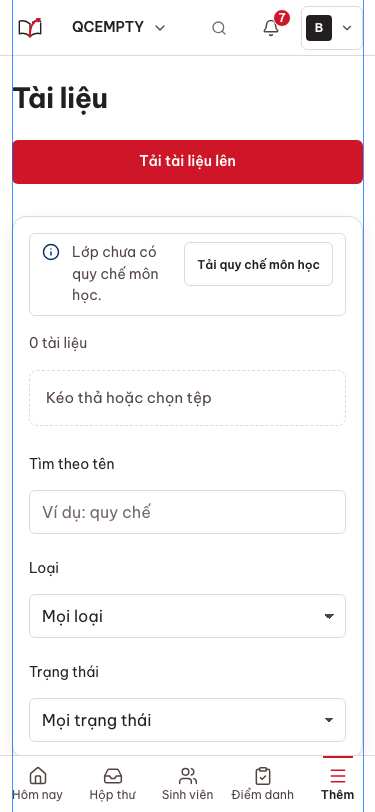 QCEMPTY
7
B
Tài liệu
Tải tài liệu lên
Lớp chưa có
quy chế môn
học.
Tải quy chế môn học
0 tài liệu
Kéo thả hoặc chọn tệp
Tìm theo tên
Ví dụ: quy chế
Loại
Mọi loại
Trạng thái
Mọi trạng thái
Hôm nay
Hộp thư
Sinh viên
Điểm danh
Thêm